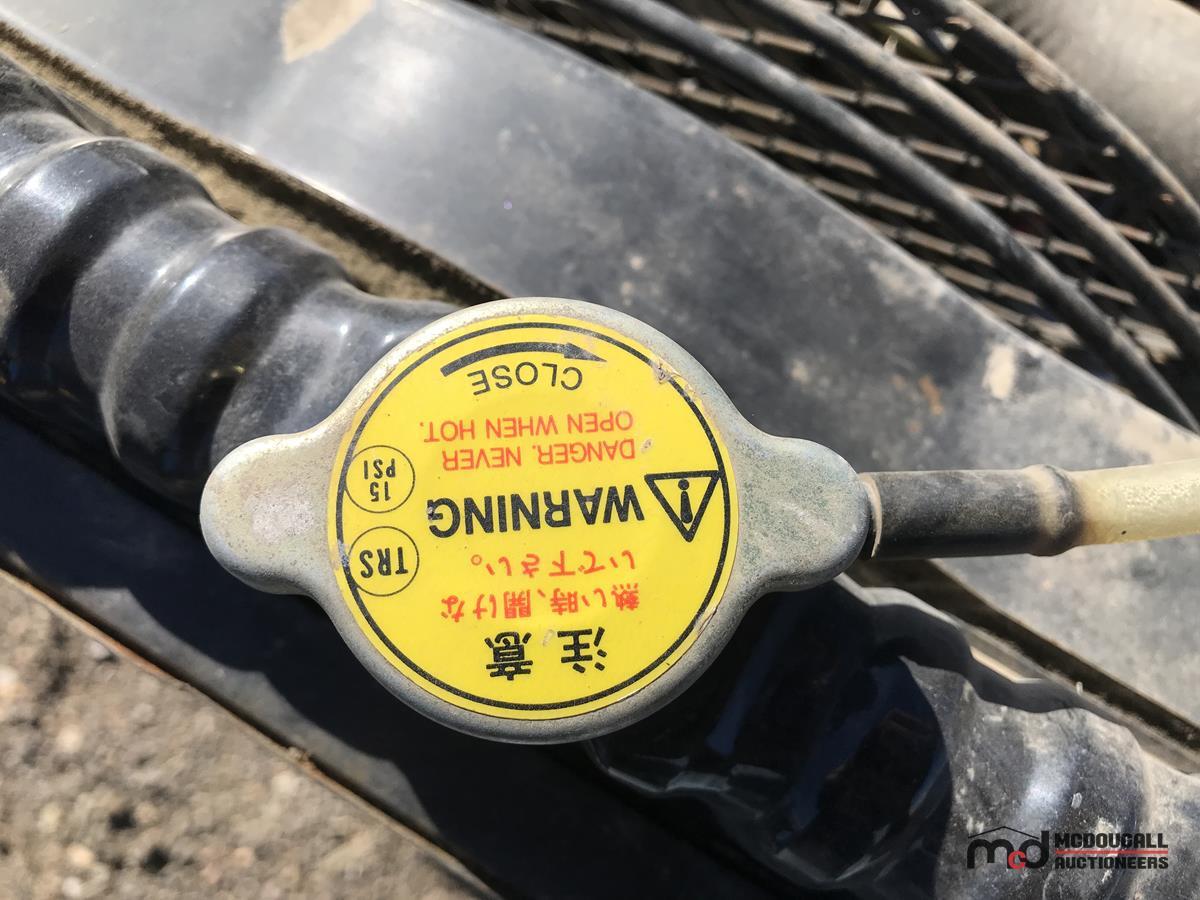 注意
熱い時、開けな
いで下さい。
WARNING
DANGER. NEVER
OPEN WHEN HOT.
CLOSE
TRS
15
PSI
mcd MCDOUGALL
AUCTIONEERS